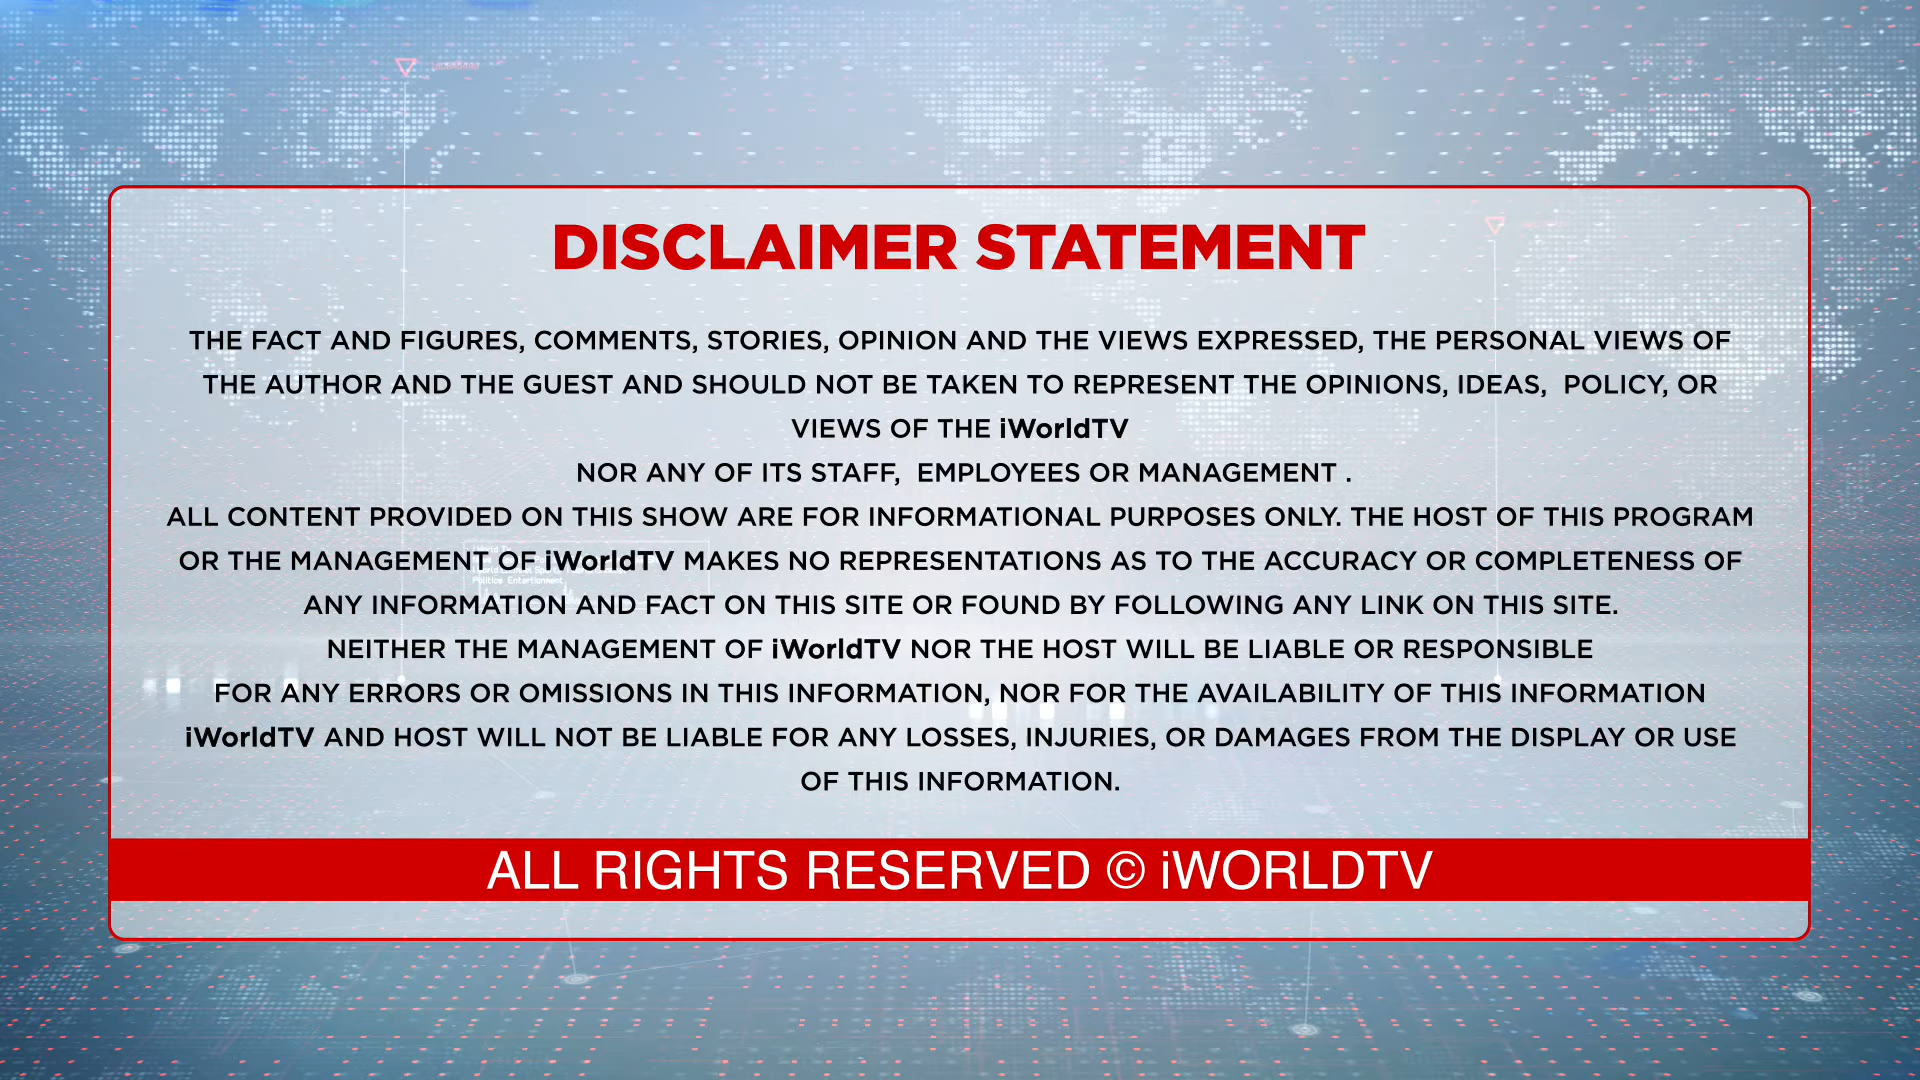 DISCLAIMER STATEMENT
THE FACT AND FIGURES, COMMENTS, STORIES, OPINION AND THE VIEWS EXPRESSED, THE PERSONAL VIEWS OF
THE AUTHOR AND THE GUEST AND SHOULD NOT BE TAKEN TO REPRESENT THE OPINIONS, IDEAS,  POLICY, OR
VIEWS OF THE iWorldTV
NOR ANY OF ITS STAFF,  EMPLOYEES OR MANAGEMENT .
ALL CONTENT PROVIDED ON THIS SHOW ARE FOR INFORMATIONAL PURPOSES ONLY. THE HOST OF THIS PROGRAM
OR THE MANAGEMENT OF iWorldTV MAKES NO REPRESENTATIONS AS TO THE ACCURACY OR COMPLETENESS OF
Politice Entertionment
ANY INFORMATION AND FACT ON THIS SITE OR FOUND BY FOLLOWING ANY LINK ON THIS SITE.
NEITHER THE MANAGEMENT OF iWorldTV NOR THE HOST WILL BE LIABLE OR RESPONSIBLE
FOR ANY ERRORS OR OMISSIONS IN THIS INFORMATION, NOR FOR THE AVAILABILITY OF THIS INFORMATION
iWorldTV AND HOST WILL NOT BE LIABLE FOR ANY LOSSES, INJURIES, OR DAMAGES FROM THE DISPLAY OR USE
OF THIS INFORMATION.
ALL RIGHTS RESERVED © iWORLDTV